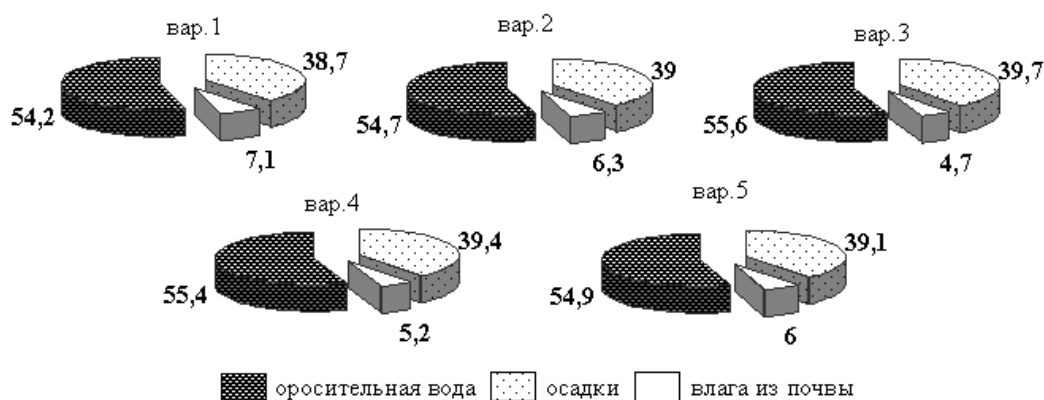 вар.1
38,7
54,2
7,1
вар.2
39
54,7
6,3
вар.3
39,7
55,6
4,7
вар.4
39,4
55,4
5,2
вар.5
39,1
54,9
6
оросительная вода осадки влага из почвы